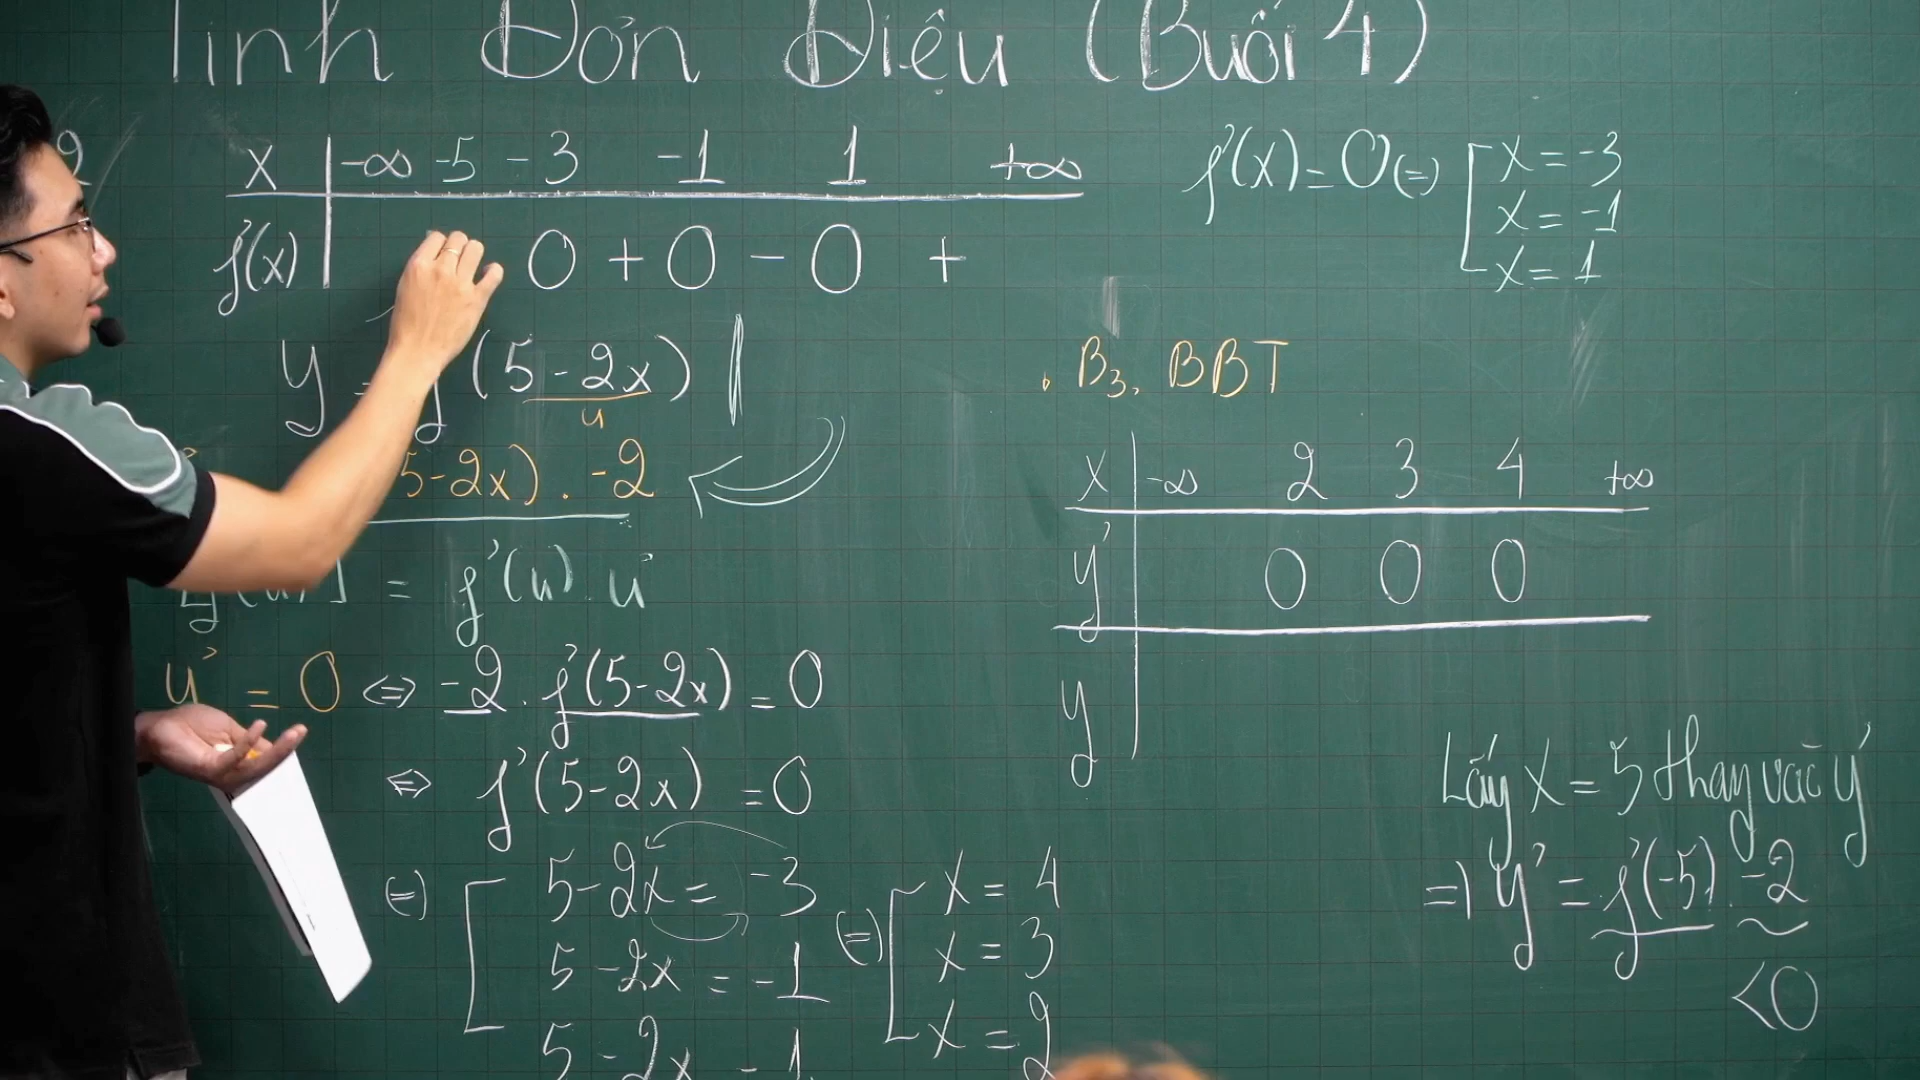 Tính Đơn Điệu (Buổi 4)
2
x -∞ -5 -3 -1 1 +∞
f'(x) 0 + 0 - 0 +
f'(x) = 0 (=) [ x = -3
x = -1
x = 1
y = f(5-2x)
u
5-2x) . -2
] = f'(u).u'
y' = 0 <=> -2 . f'(5-2x) = 0
<=> f'(5-2x) = 0
(=) [ 5-2x = -3
5-2x = -1
5-2x = 1
(=) [ x = 4
x = 3
x = 2
. B3, BBT
x -∞ 2 3 4 +∞
y' 0 0 0
y
Lấy x = 5 thay vào y'
=) y' = f'(-5) . -2
<0